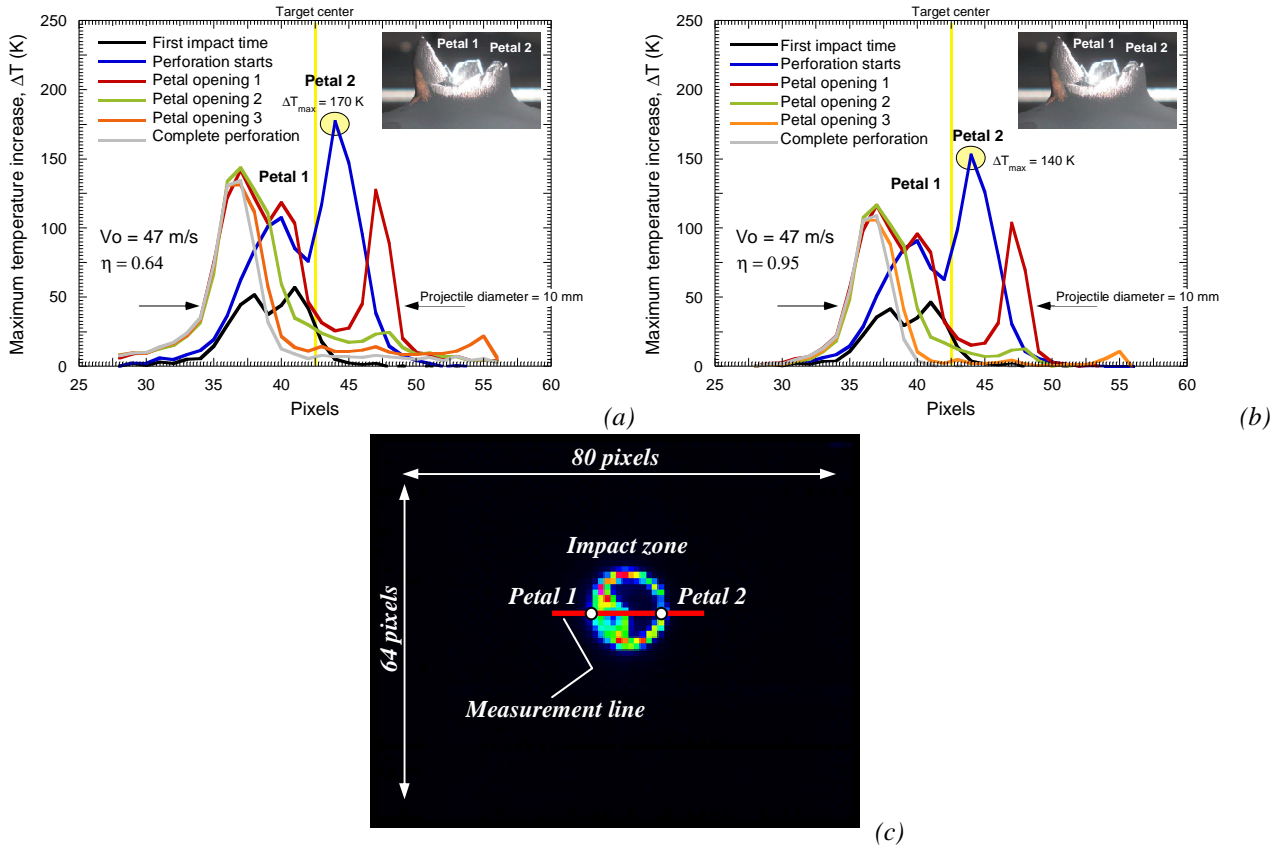 Target center
250
200
150
100
50
0
Maximum temperature increase, ΔT (K)
First impact time
Perforation starts
Petal opening 1
Petal opening 2
Petal opening 3
Complete perforation
Petal 1
Petal 2
Petal 2
ΔTmax = 170 K
Petal 1
Vo = 47 m/s
η = 0.64
Projectile diameter = 10 mm
25 30 35 40 45 50 55 60
Pixels
(a)
Target center
250
200
150
100
50
0
Maximum temperature increase, ΔT (K)
First impact time
Perforation starts
Petal opening 1
Petal opening 2
Petal opening 3
Complete perforation
Petal 1
Petal 2
Petal 2
ΔTmax = 140 K
Petal 1
Vo = 47 m/s
η = 0.95
Projectile diameter = 10 mm
25 30 35 40 45 50 55 60
Pixels
(b)
80 pixels
64 pixels
Impact zone
Petal 1
Petal 2
Measurement line
(c)